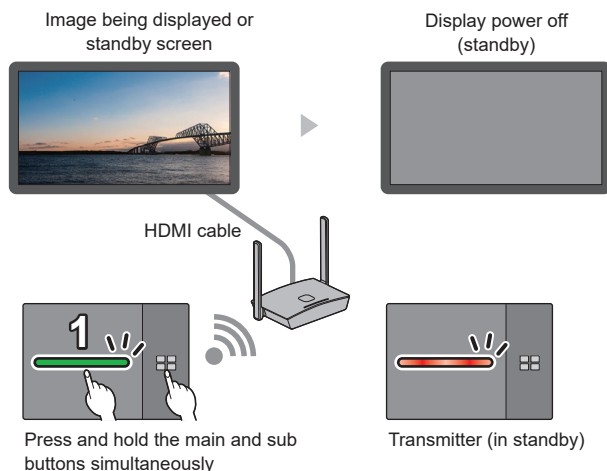 Image being displayed or
standby screen
Display power off
(standby)
HDMI cable
1
Press and hold the main and sub
buttons simultaneously
Transmitter (in standby)